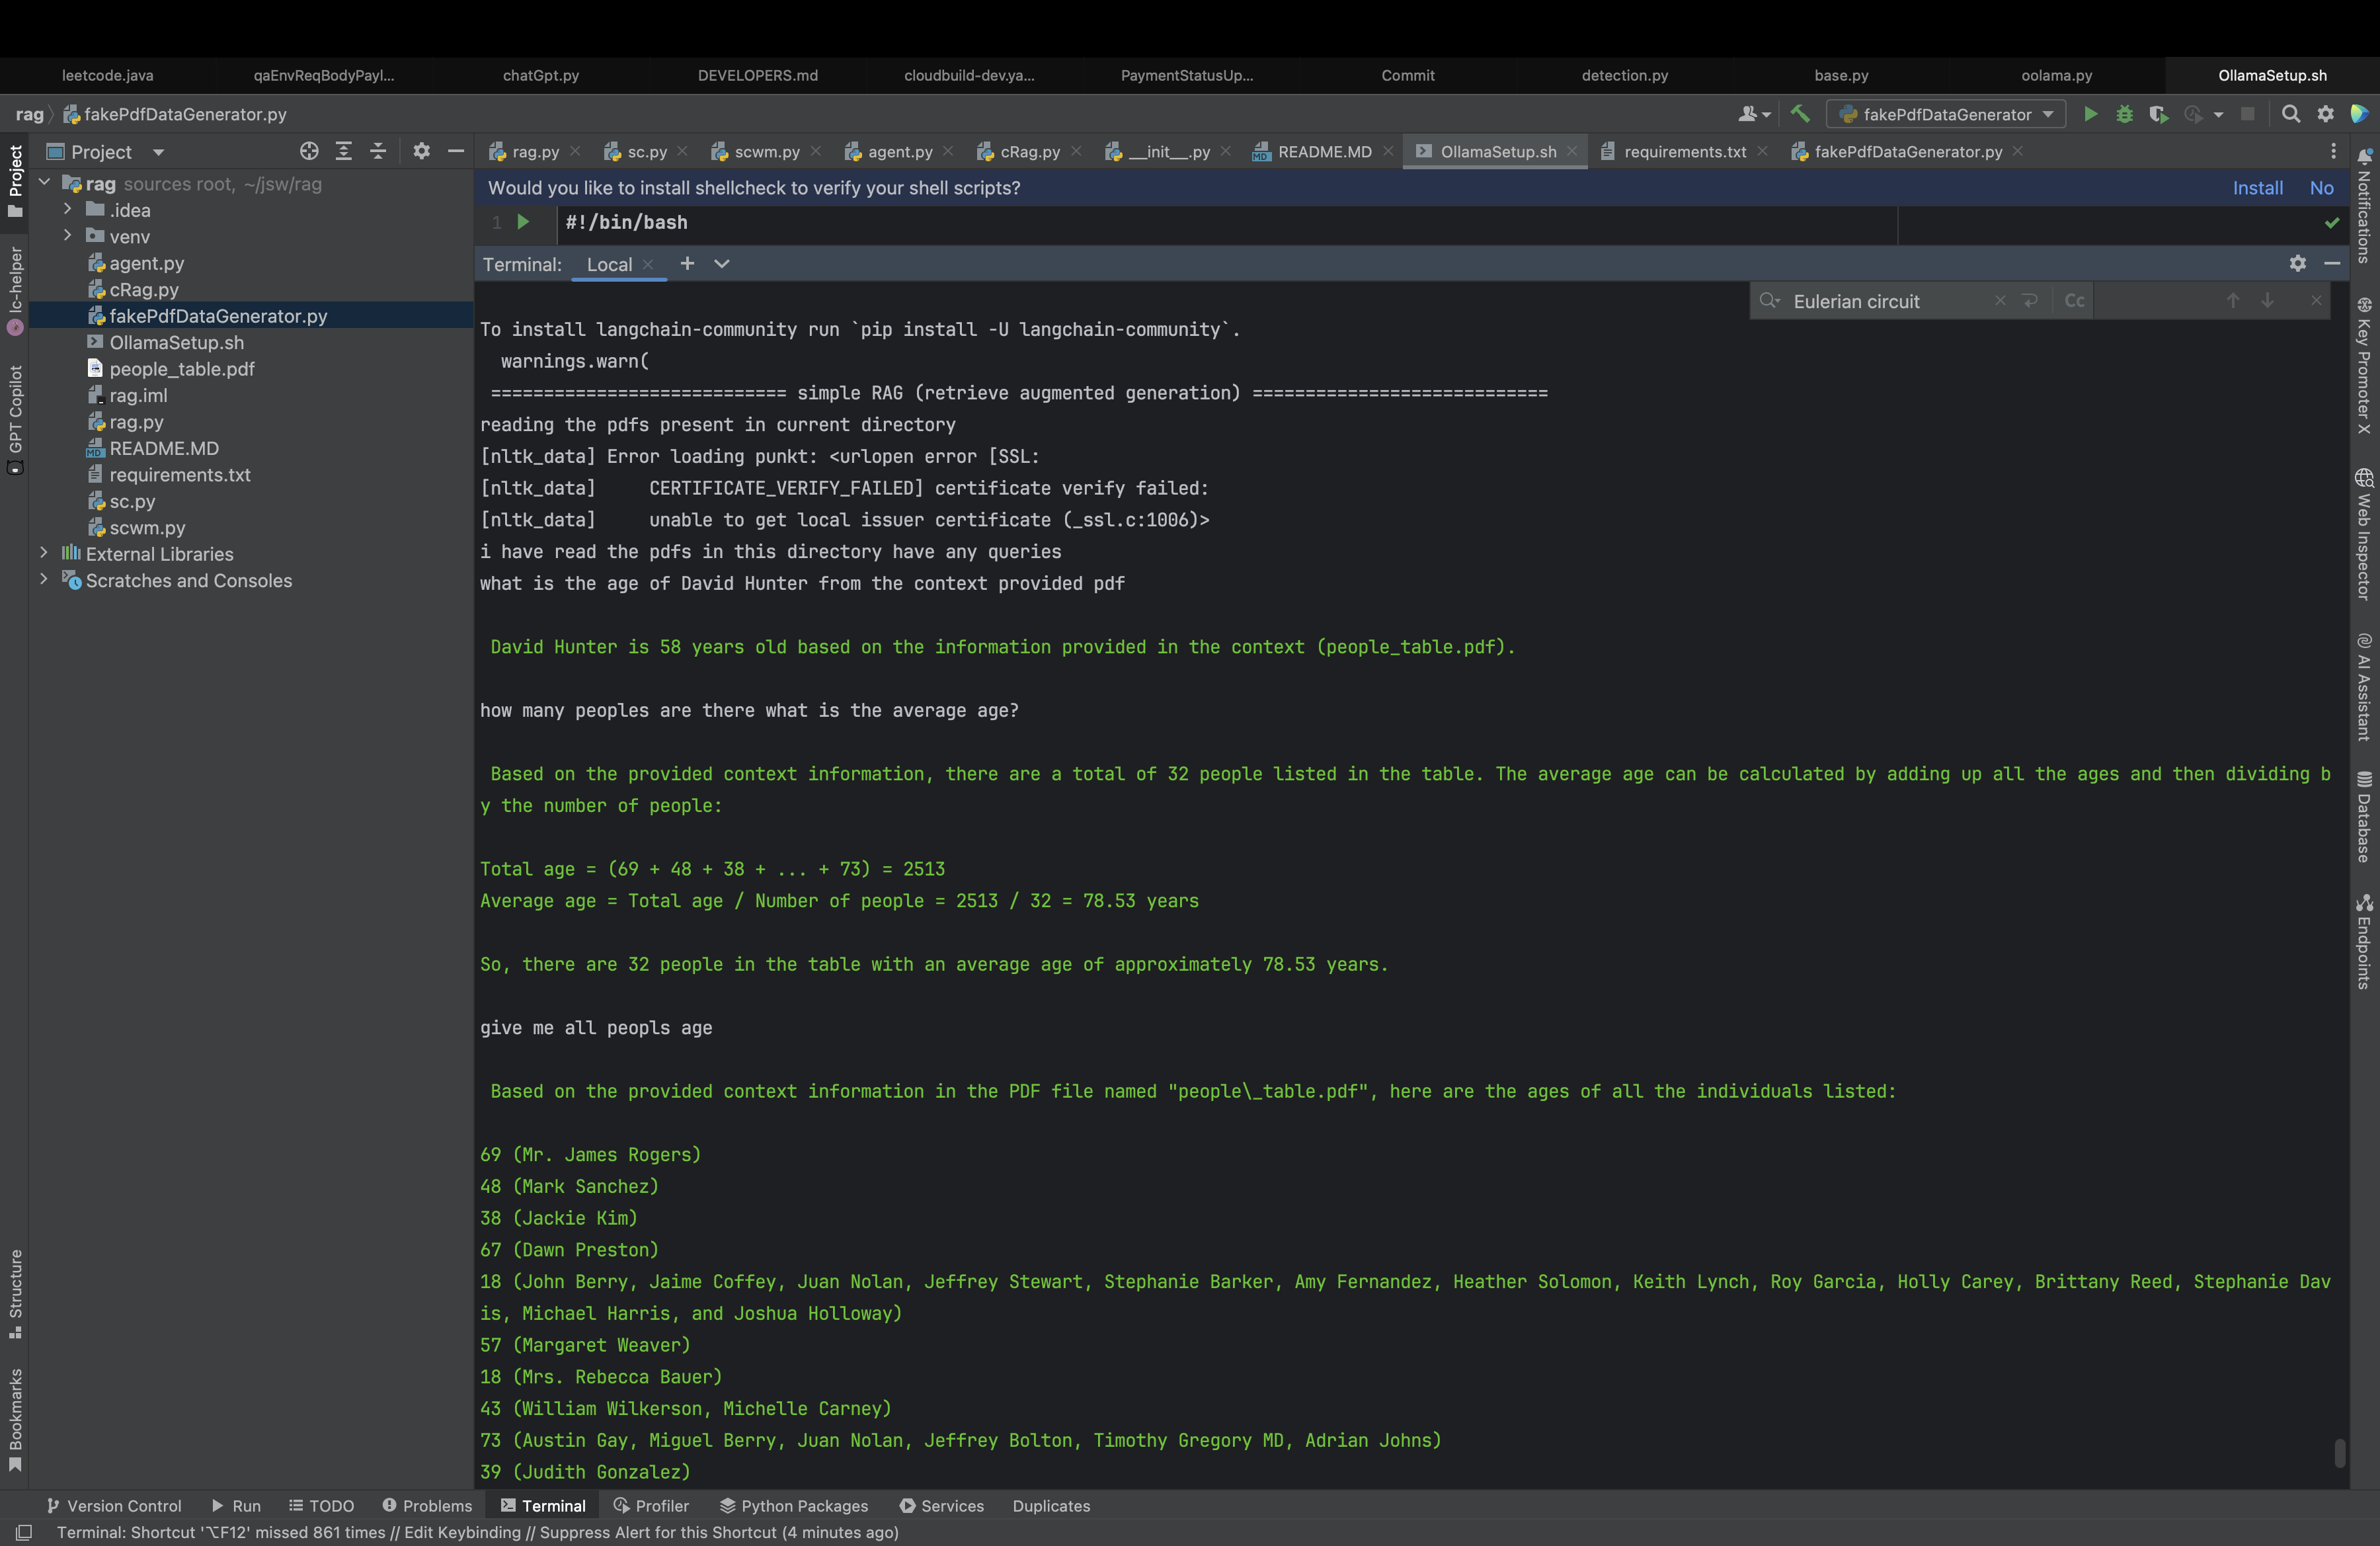 leetcode.java qaEnvReqBodyPayl... chatGpt.py DEVELOPERS.md cloudbuild-dev.ya... PaymentStatusUp... Commit detection.py base.py oolama.py OllamaSetup.sh
rag fakePdfDataGenerator.py fakePdfDataGenerator
Project rag.py sc.py scwm.py agent.py cRag.py __init__.py README.MD OllamaSetup.sh requirements.txt fakePdfDataGenerator.py
rag sources root, ~/jsw/rag
.idea
venv
agent.py
cRag.py
fakePdfDataGenerator.py
OllamaSetup.sh
people_table.pdf
rag.iml
rag.py
README.MD
requirements.txt
sc.py
scwm.py
External Libraries
Scratches and Consoles
Project
lc-helper
GPT Copilot
Structure
Bookmarks
Would you like to install shellcheck to verify your shell scripts? Install No
1 #!/bin/bash
Terminal: Local
Eulerian circuit Cc
To install langchain-community run `pip install -U langchain-community`.
warnings.warn(
============================ simple RAG (retrieve augmented generation) ============================
reading the pdfs present in current directory
[nltk_data] Error loading punkt: <urlopen error [SSL:
[nltk_data] CERTIFICATE_VERIFY_FAILED] certificate verify failed:
[nltk_data] unable to get local issuer certificate (_ssl.c:1006)>
i have read the pdfs in this directory have any queries
what is the age of David Hunter from the context provided pdf
David Hunter is 58 years old based on the information provided in the context (people_table.pdf).
how many peoples are there what is the average age?
Based on the provided context information, there are a total of 32 people listed in the table. The average age can be calculated by adding up all the ages and then dividing b
y the number of people:
Total age = (69 + 48 + 38 + ... + 73) = 2513
Average age = Total age / Number of people = 2513 / 32 = 78.53 years
So, there are 32 people in the table with an average age of approximately 78.53 years.
give me all peopls age
Based on the provided context information in the PDF file named "people\_table.pdf", here are the ages of all the individuals listed:
69 (Mr. James Rogers)
48 (Mark Sanchez)
38 (Jackie Kim)
67 (Dawn Preston)
18 (John Berry, Jaime Coffey, Juan Nolan, Jeffrey Stewart, Stephanie Barker, Amy Fernandez, Heather Solomon, Keith Lynch, Roy Garcia, Holly Carey, Brittany Reed, Stephanie Dav
is, Michael Harris, and Joshua Holloway)
57 (Margaret Weaver)
18 (Mrs. Rebecca Bauer)
43 (William Wilkerson, Michelle Carney)
73 (Austin Gay, Miguel Berry, Juan Nolan, Jeffrey Bolton, Timothy Gregory MD, Adrian Johns)
39 (Judith Gonzalez)
Notifications
Key Promoter X
Web Inspector
AI Assistant
Database
Endpoints
Version Control Run TODO Problems Terminal Profiler Python Packages Services Duplicates
Terminal: Shortcut '⌥F12' missed 861 times // Edit Keybinding // Suppress Alert for this Shortcut (4 minutes ago)